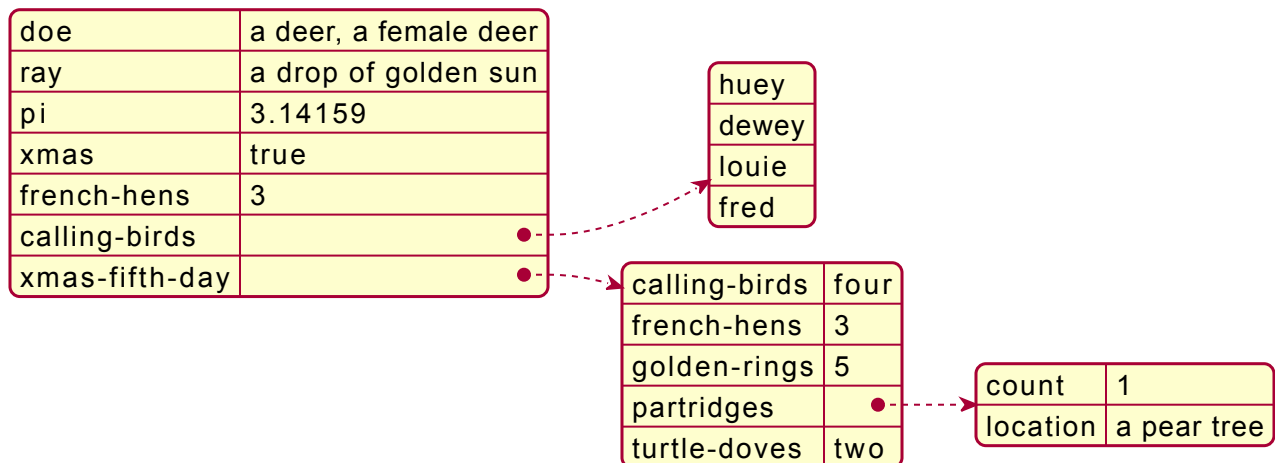 doe a deer, a female deer
ray a drop of golden sun
pi 3.14159
xmas true
french-hens 3
calling-birds
xmas-fifth-day
huey
dewey
louie
fred
calling-birds four
french-hens 3
golden-rings 5
partridges
turtle-doves two
count 1
location a pear tree